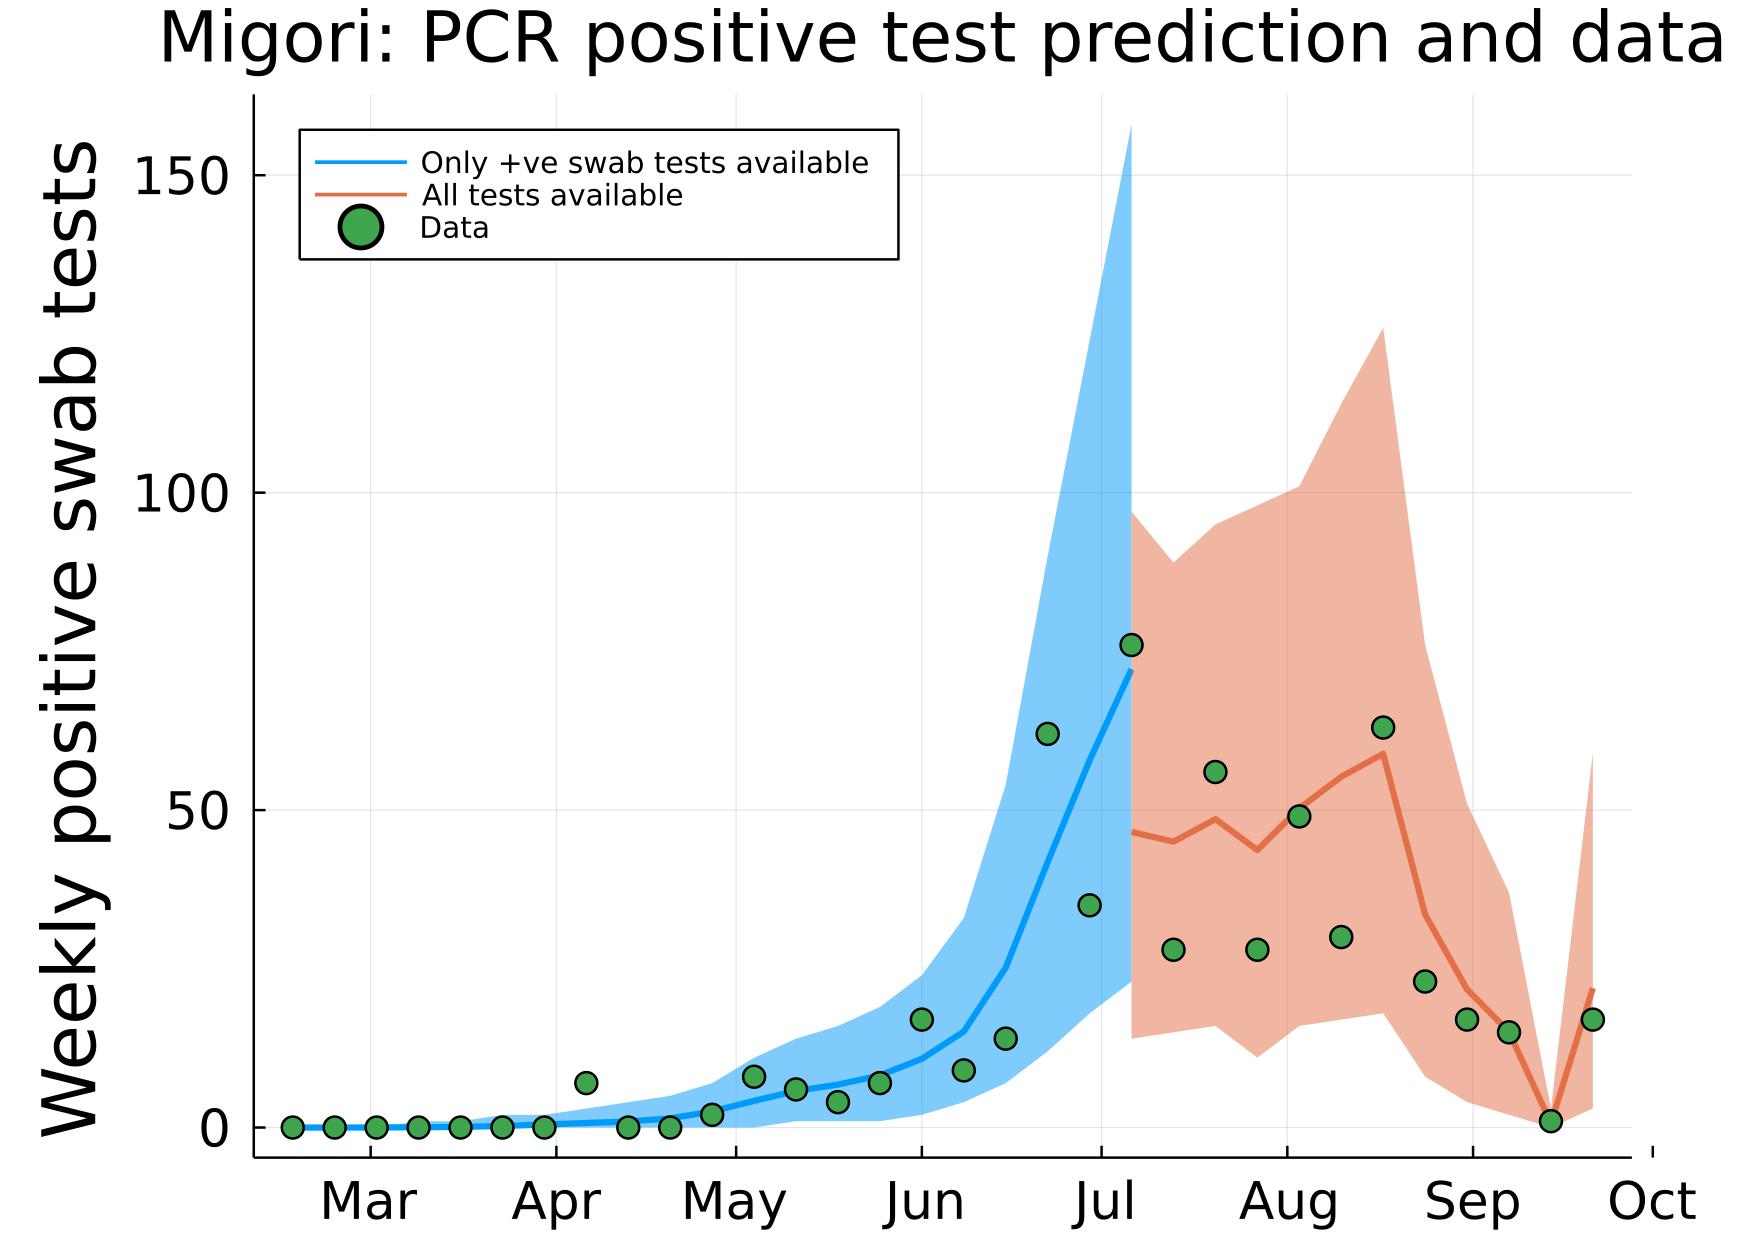 Migori: PCR positive test prediction and data
Weekly positive swab tests
150
100
50
0
Only +ve swab tests available
All tests available
Data
Mar Apr May Jun Jul Aug Sep Oct